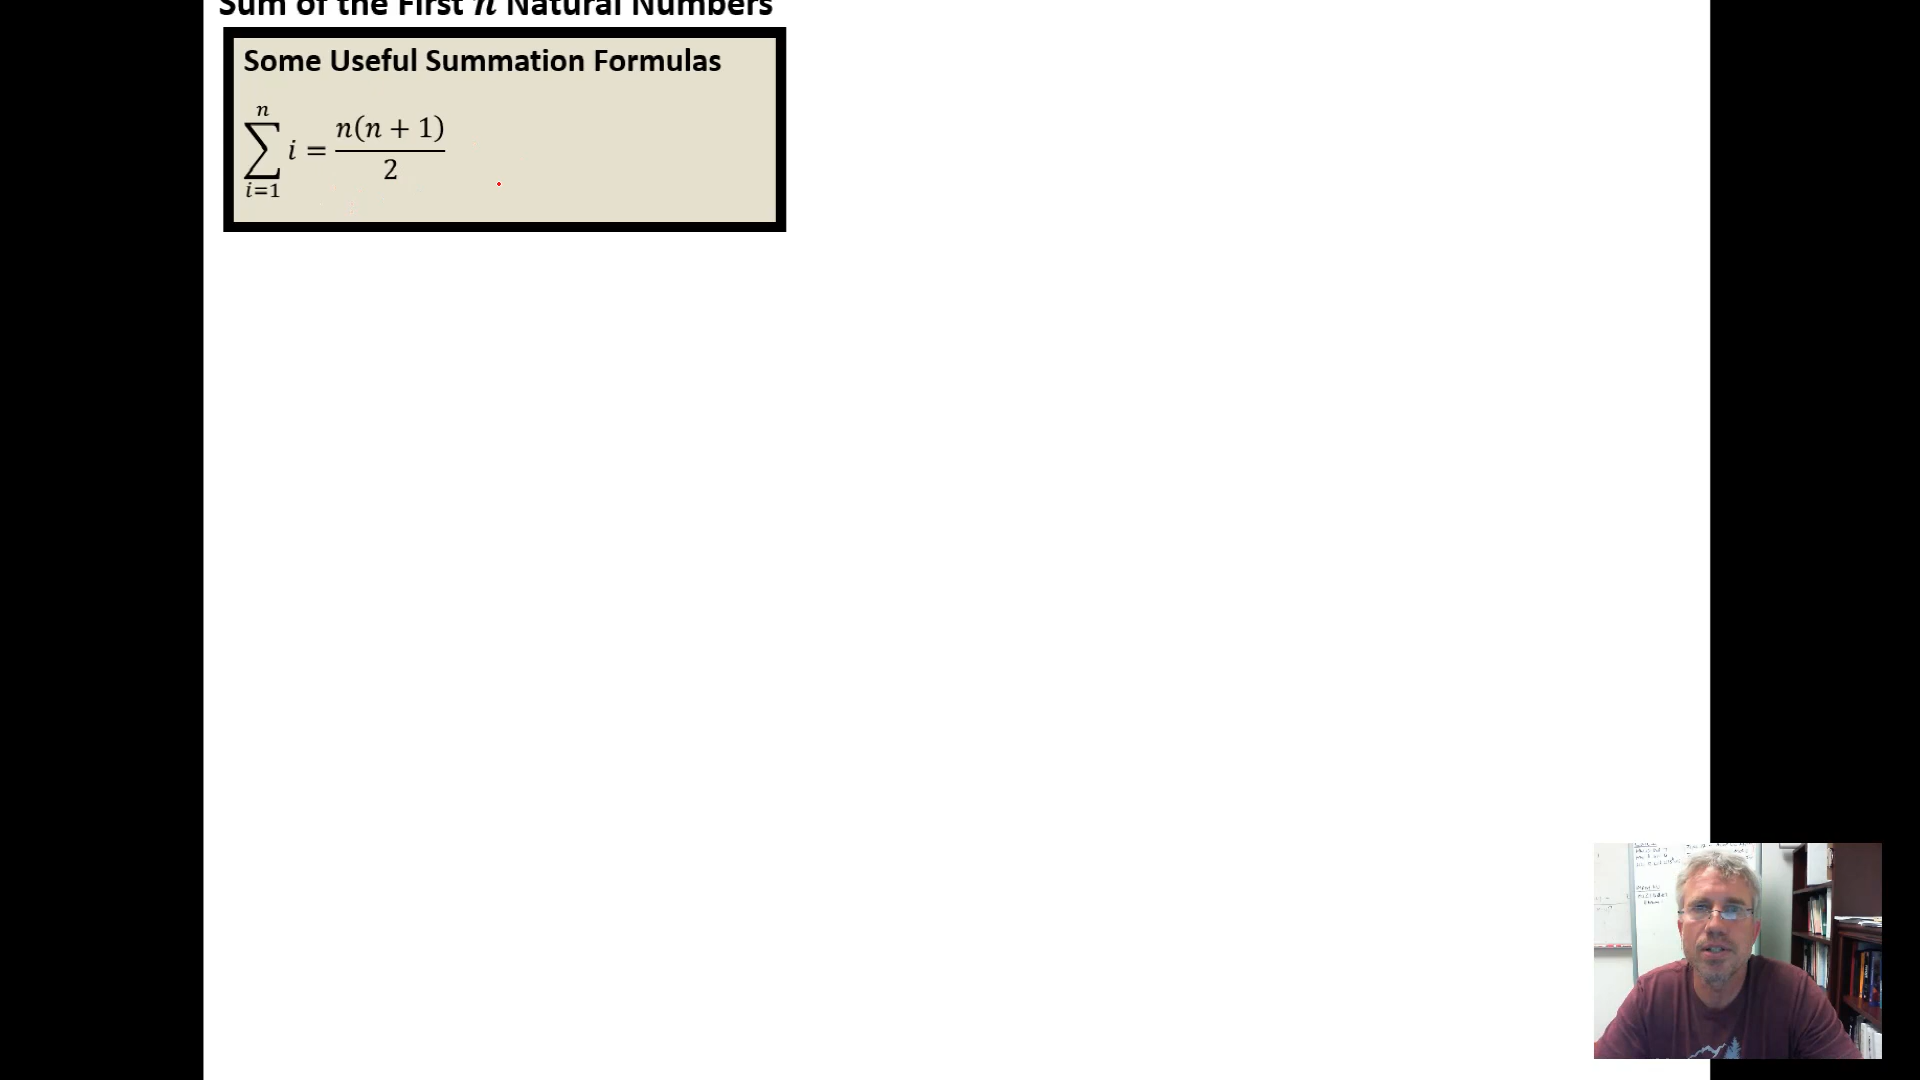 Sum of the First n Natural Numbers
Some Useful Summation Formulas
n
∑ i = n(n + 1)
2
i=1